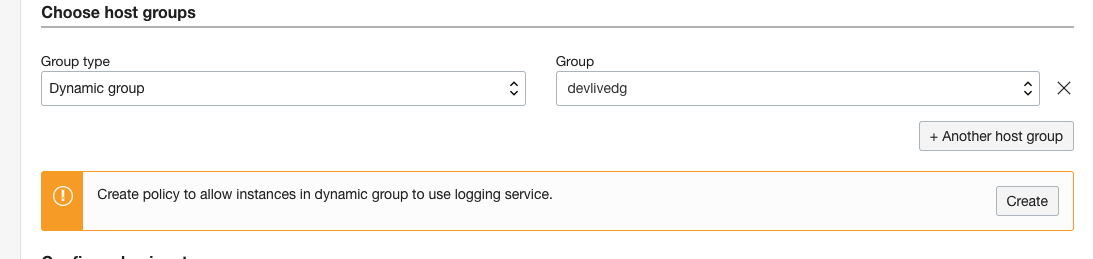 Choose host groups
Group type
Group
Dynamic group
devlivedg
+ Another host group
Create policy to allow instances in dynamic group to use logging service.
Create